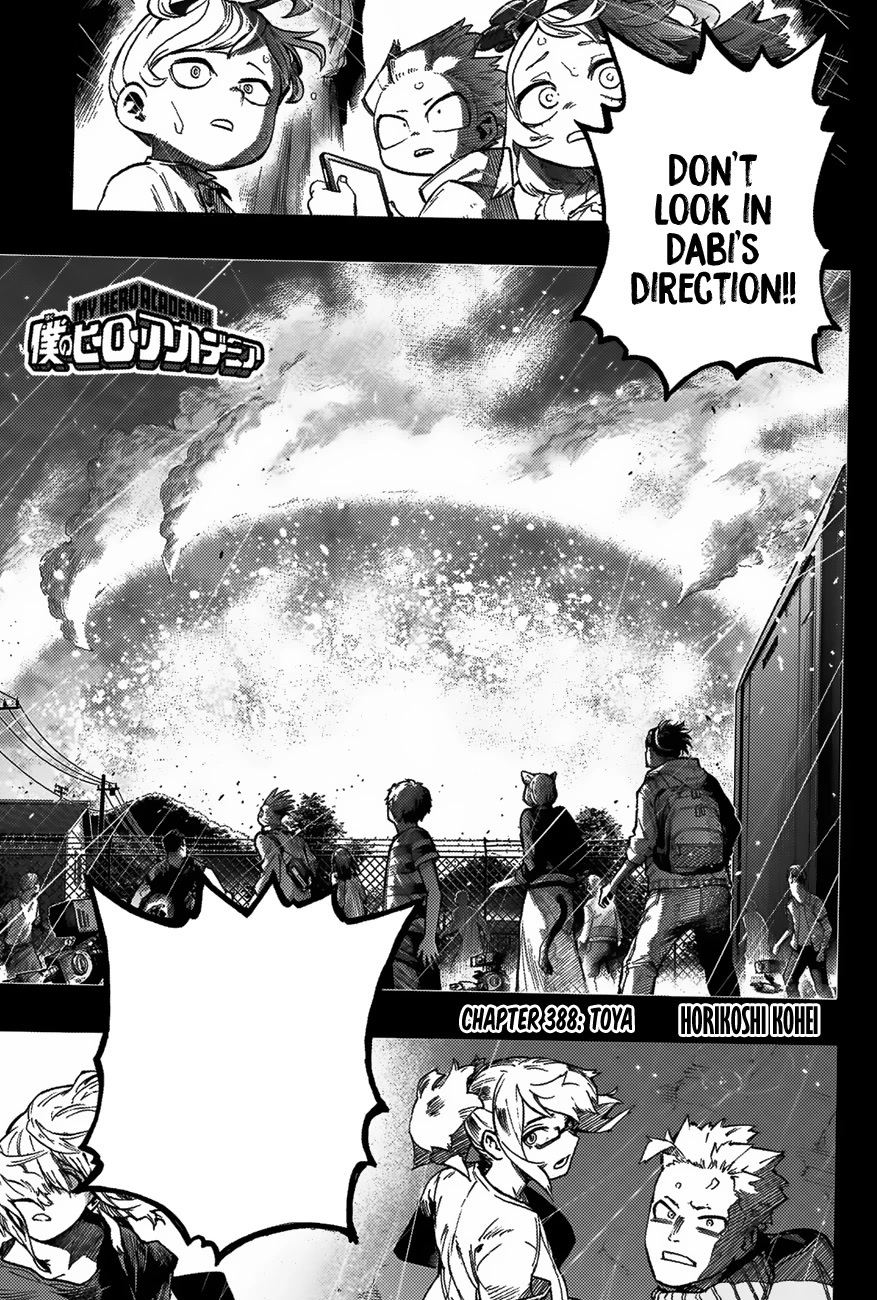 DON'T
LOOK IN
DABI'S
DIRECTION!!
MY HERO ACADEMIA
僕のヒーローアカデミア
CHAPTER 388: TOYA
HORIKOSHI KOHEI